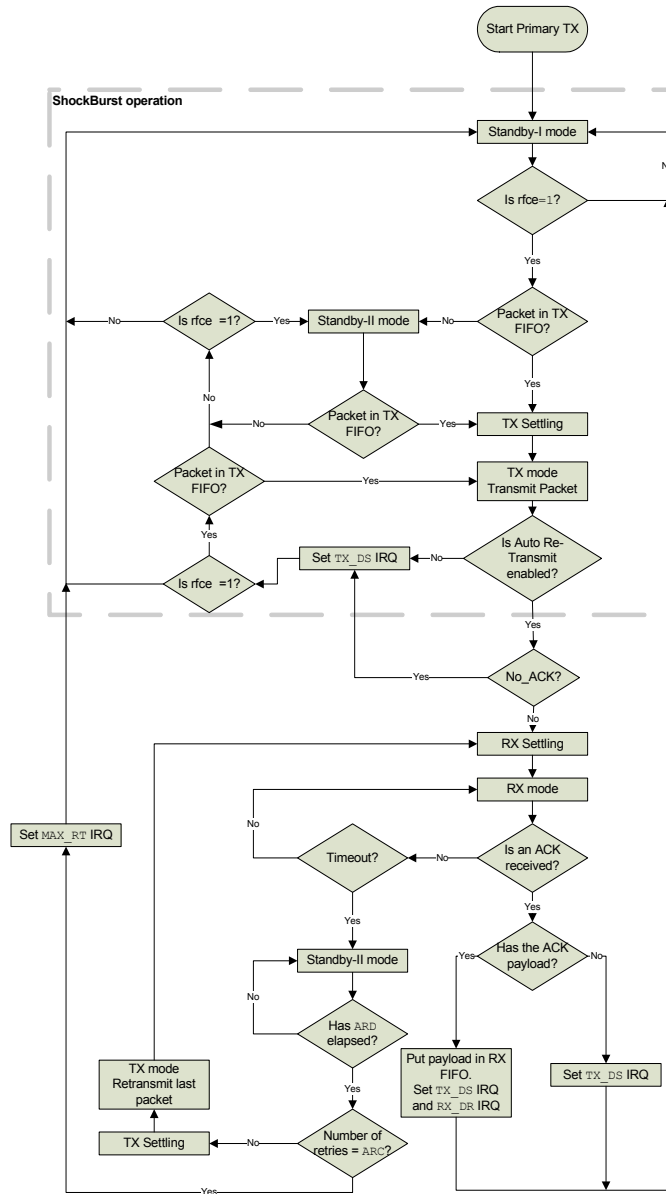 Start Primary TX
ShockBurst operation
Standby-I mode
Is rfce=1?
Yes
No
Is rfce =1?
Yes
Standby-II mode
No
Packet in TX
FIFO?
Yes
No
No
Packet in TX
FIFO?
Yes
TX Settling
Packet in TX
FIFO?
Yes
TX mode
Transmit Packet
Yes
Is rfce =1?
Set TX_DS IRQ
No
Is Auto Re-
Transmit
enabled?
Yes
Yes
No_ACK?
No
RX Settling
RX mode
Set MAX_RT IRQ
No
Timeout?
No
Is an ACK
received?
Yes
Yes
Standby-II mode
Yes
Has the ACK
payload?
No
No
Has ARD
elapsed?
TX mode
Retransmit last
packet
Yes
Put payload in RX
FIFO.
Set TX_DS IRQ
and RX_DR IRQ
Set TX_DS IRQ
TX Settling
No
Number of
retries = ARC?
Yes